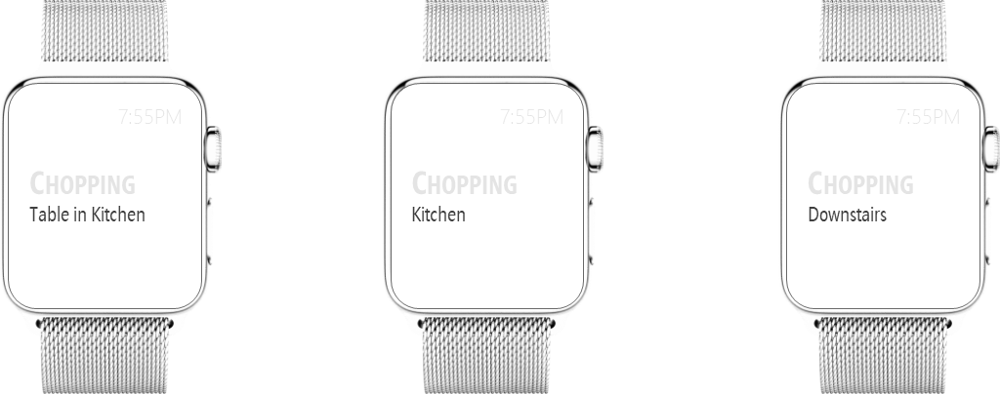 7:55PM
CHOPPING
Table in Kitchen
7:55PM
CHOPPING
Kitchen
7:55PM
CHOPPING
Downstairs